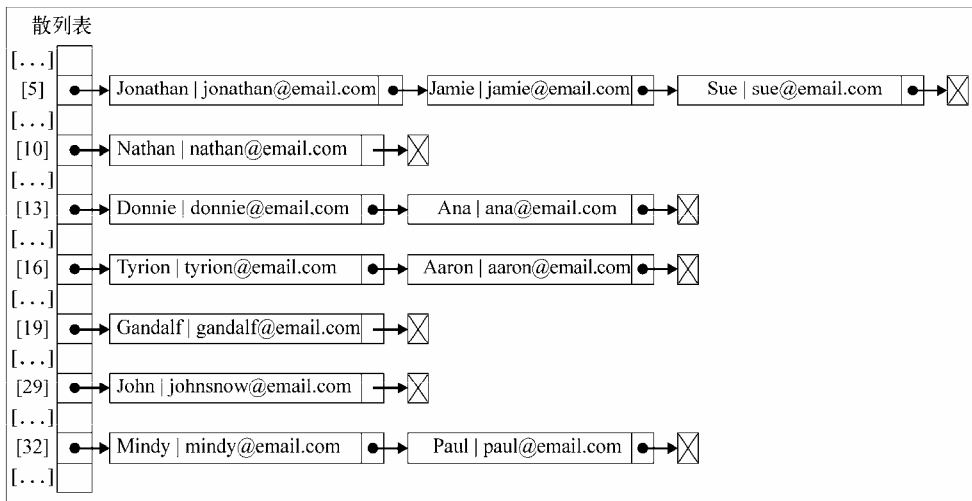 散列表
[...]
[5] Jonathan | jonathan@email.com Jamie | jamie@email.com Sue | sue@email.com
[...]
[10] Nathan | nathan@email.com
[...]
[13] Donnie | donnie@email.com Ana | ana@email.com
[...]
[16] Tyrion | tyrion@email.com Aaron | aaron@email.com
[...]
[19] Gandalf | gandalf@email.com
[...]
[29] John | johnsnow@email.com
[...]
[32] Mindy | mindy@email.com Paul | paul@email.com
[...]